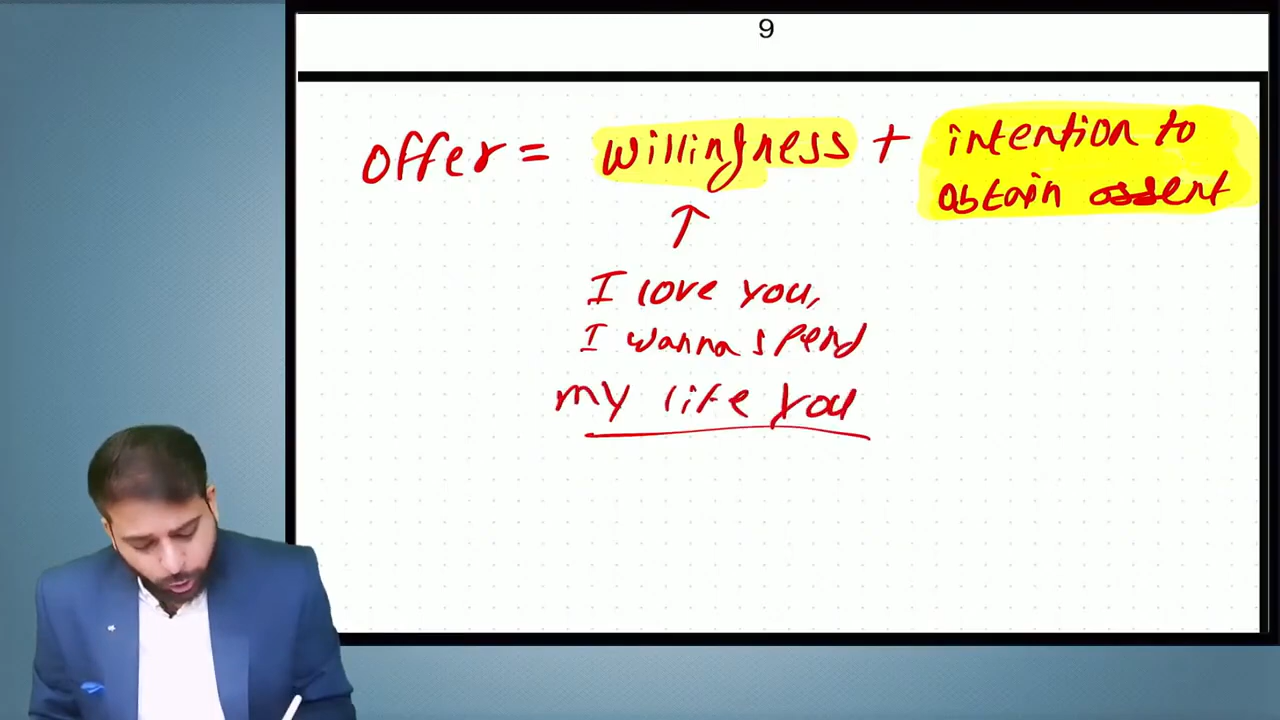 9
offer = willingness + intention to
obtain assent
↑
I love you,
I wanna spend
my life you